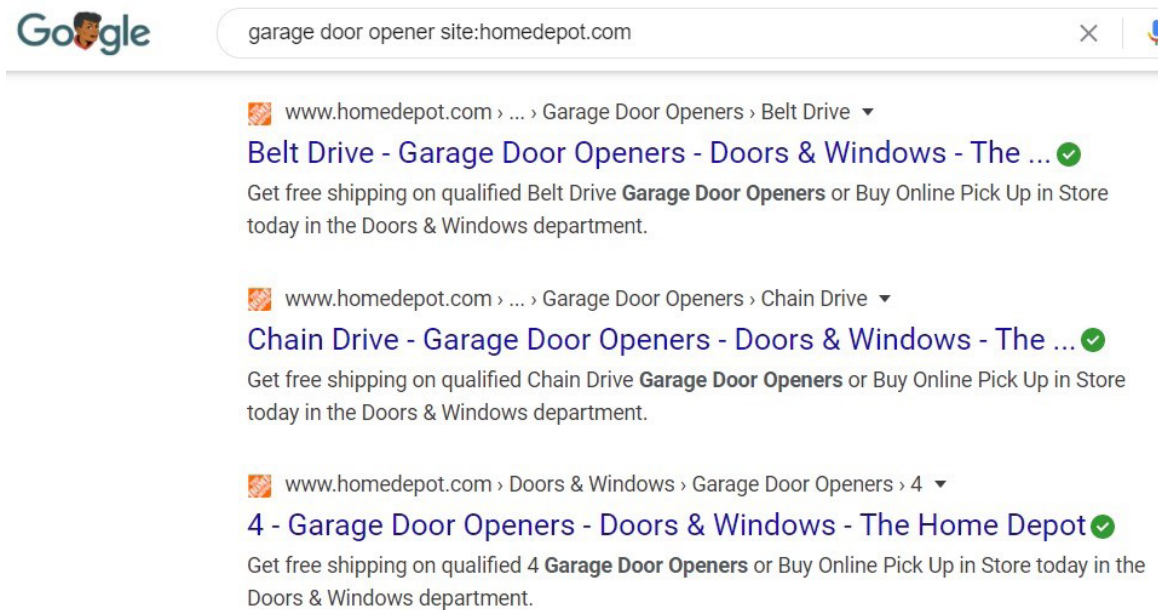 Google
garage door opener site:homedepot.com
www.homedepot.com › ... › Garage Door Openers › Belt Drive
Belt Drive - Garage Door Openers - Doors & Windows - The ...
Get free shipping on qualified Belt Drive Garage Door Openers or Buy Online Pick Up in Store
today in the Doors & Windows department.
www.homedepot.com › ... › Garage Door Openers › Chain Drive
Chain Drive - Garage Door Openers - Doors & Windows - The ...
Get free shipping on qualified Chain Drive Garage Door Openers or Buy Online Pick Up in Store
today in the Doors & Windows department.
www.homedepot.com › Doors & Windows › Garage Door Openers › 4
4 - Garage Door Openers - Doors & Windows - The Home Depot
Get free shipping on qualified 4 Garage Door Openers or Buy Online Pick Up in Store today in the
Doors & Windows department.